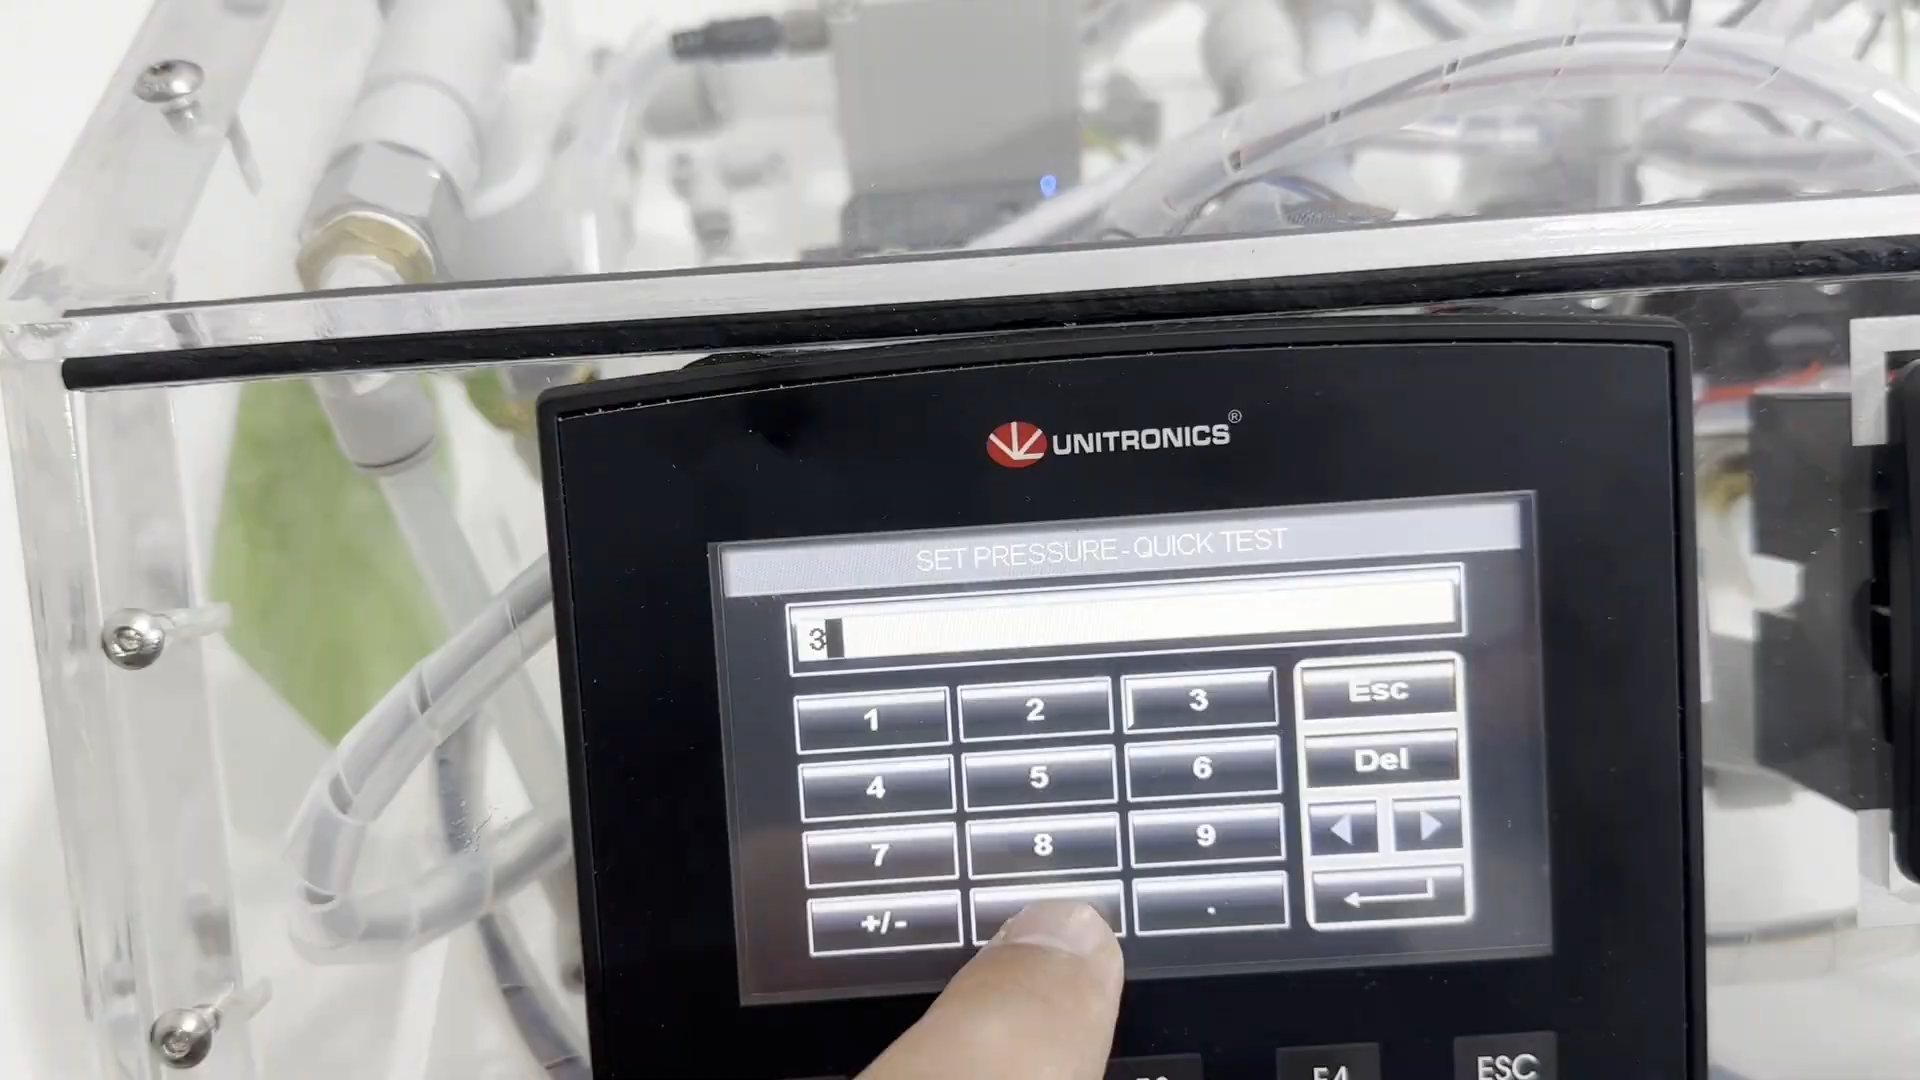 UNITRONICS®
SET PRESSURE-QUICK TEST
3
1 2 3 Esc
4 5 6 Del
7 8 9
+/- .
F4 ESC